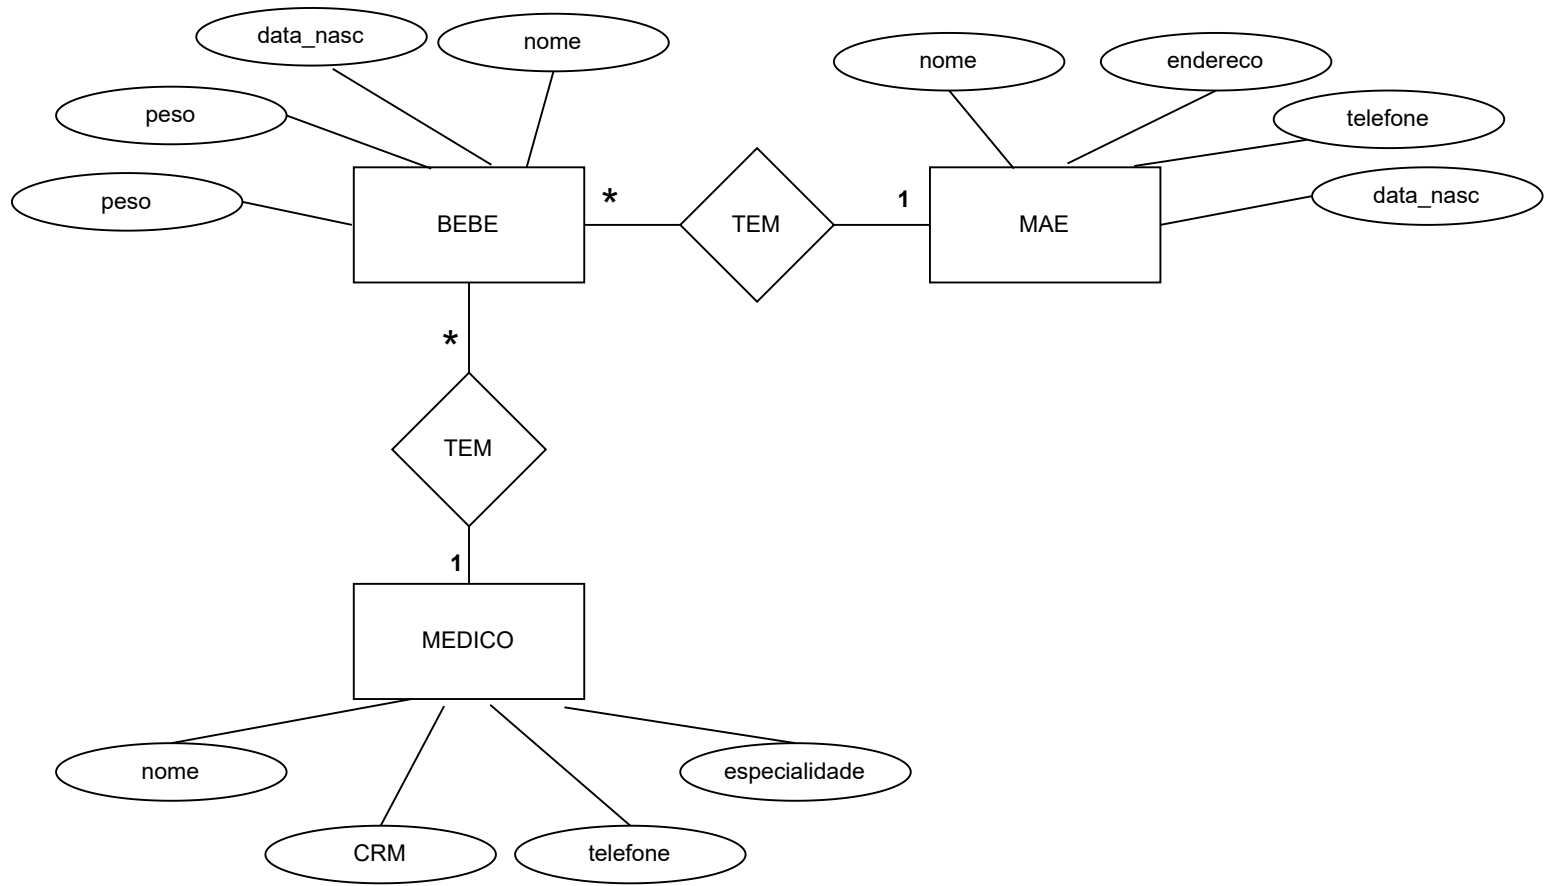 data_nasc
nome
nome
endereco
peso
telefone
peso
data_nasc
BEBE
*
TEM
1
MAE
*
TEM
1
MEDICO
nome
especialidade
CRM
telefone